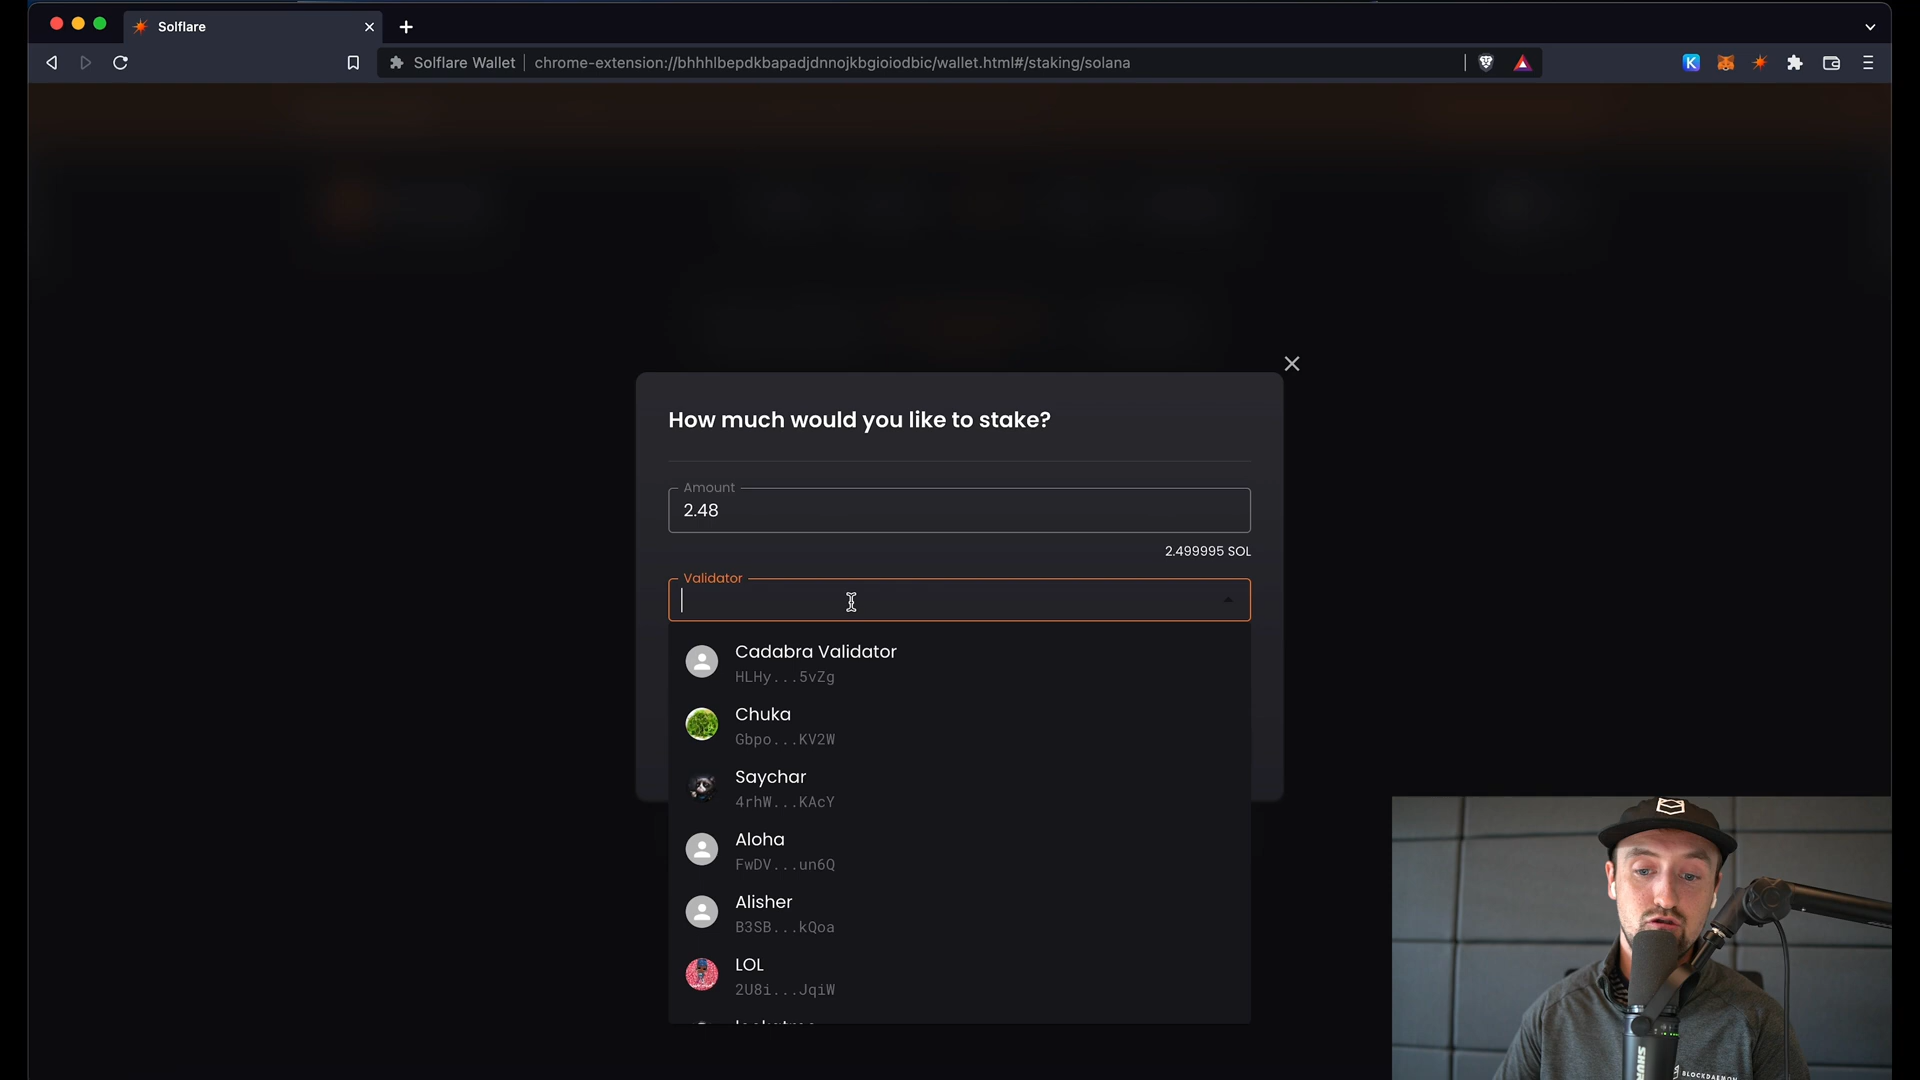 Solflare
Solflare Wallet
chrome-extension://bhhhlbepdkbapadjdnnojkbgioiodbic/wallet.html#/staking/solana
K
How much would you like to stake?
Amount
2.48
2.499995 SOL
Validator
Cadabra Validator
HLHy...5vZg
Chuka
Gbpo...KV2W
Saychar
4rhW...KAcY
Aloha
FwDV...un6Q
Alisher
B3SB...kQoa
LOL
2U8i...JqiW
SHURE
BLOCKDAEMON